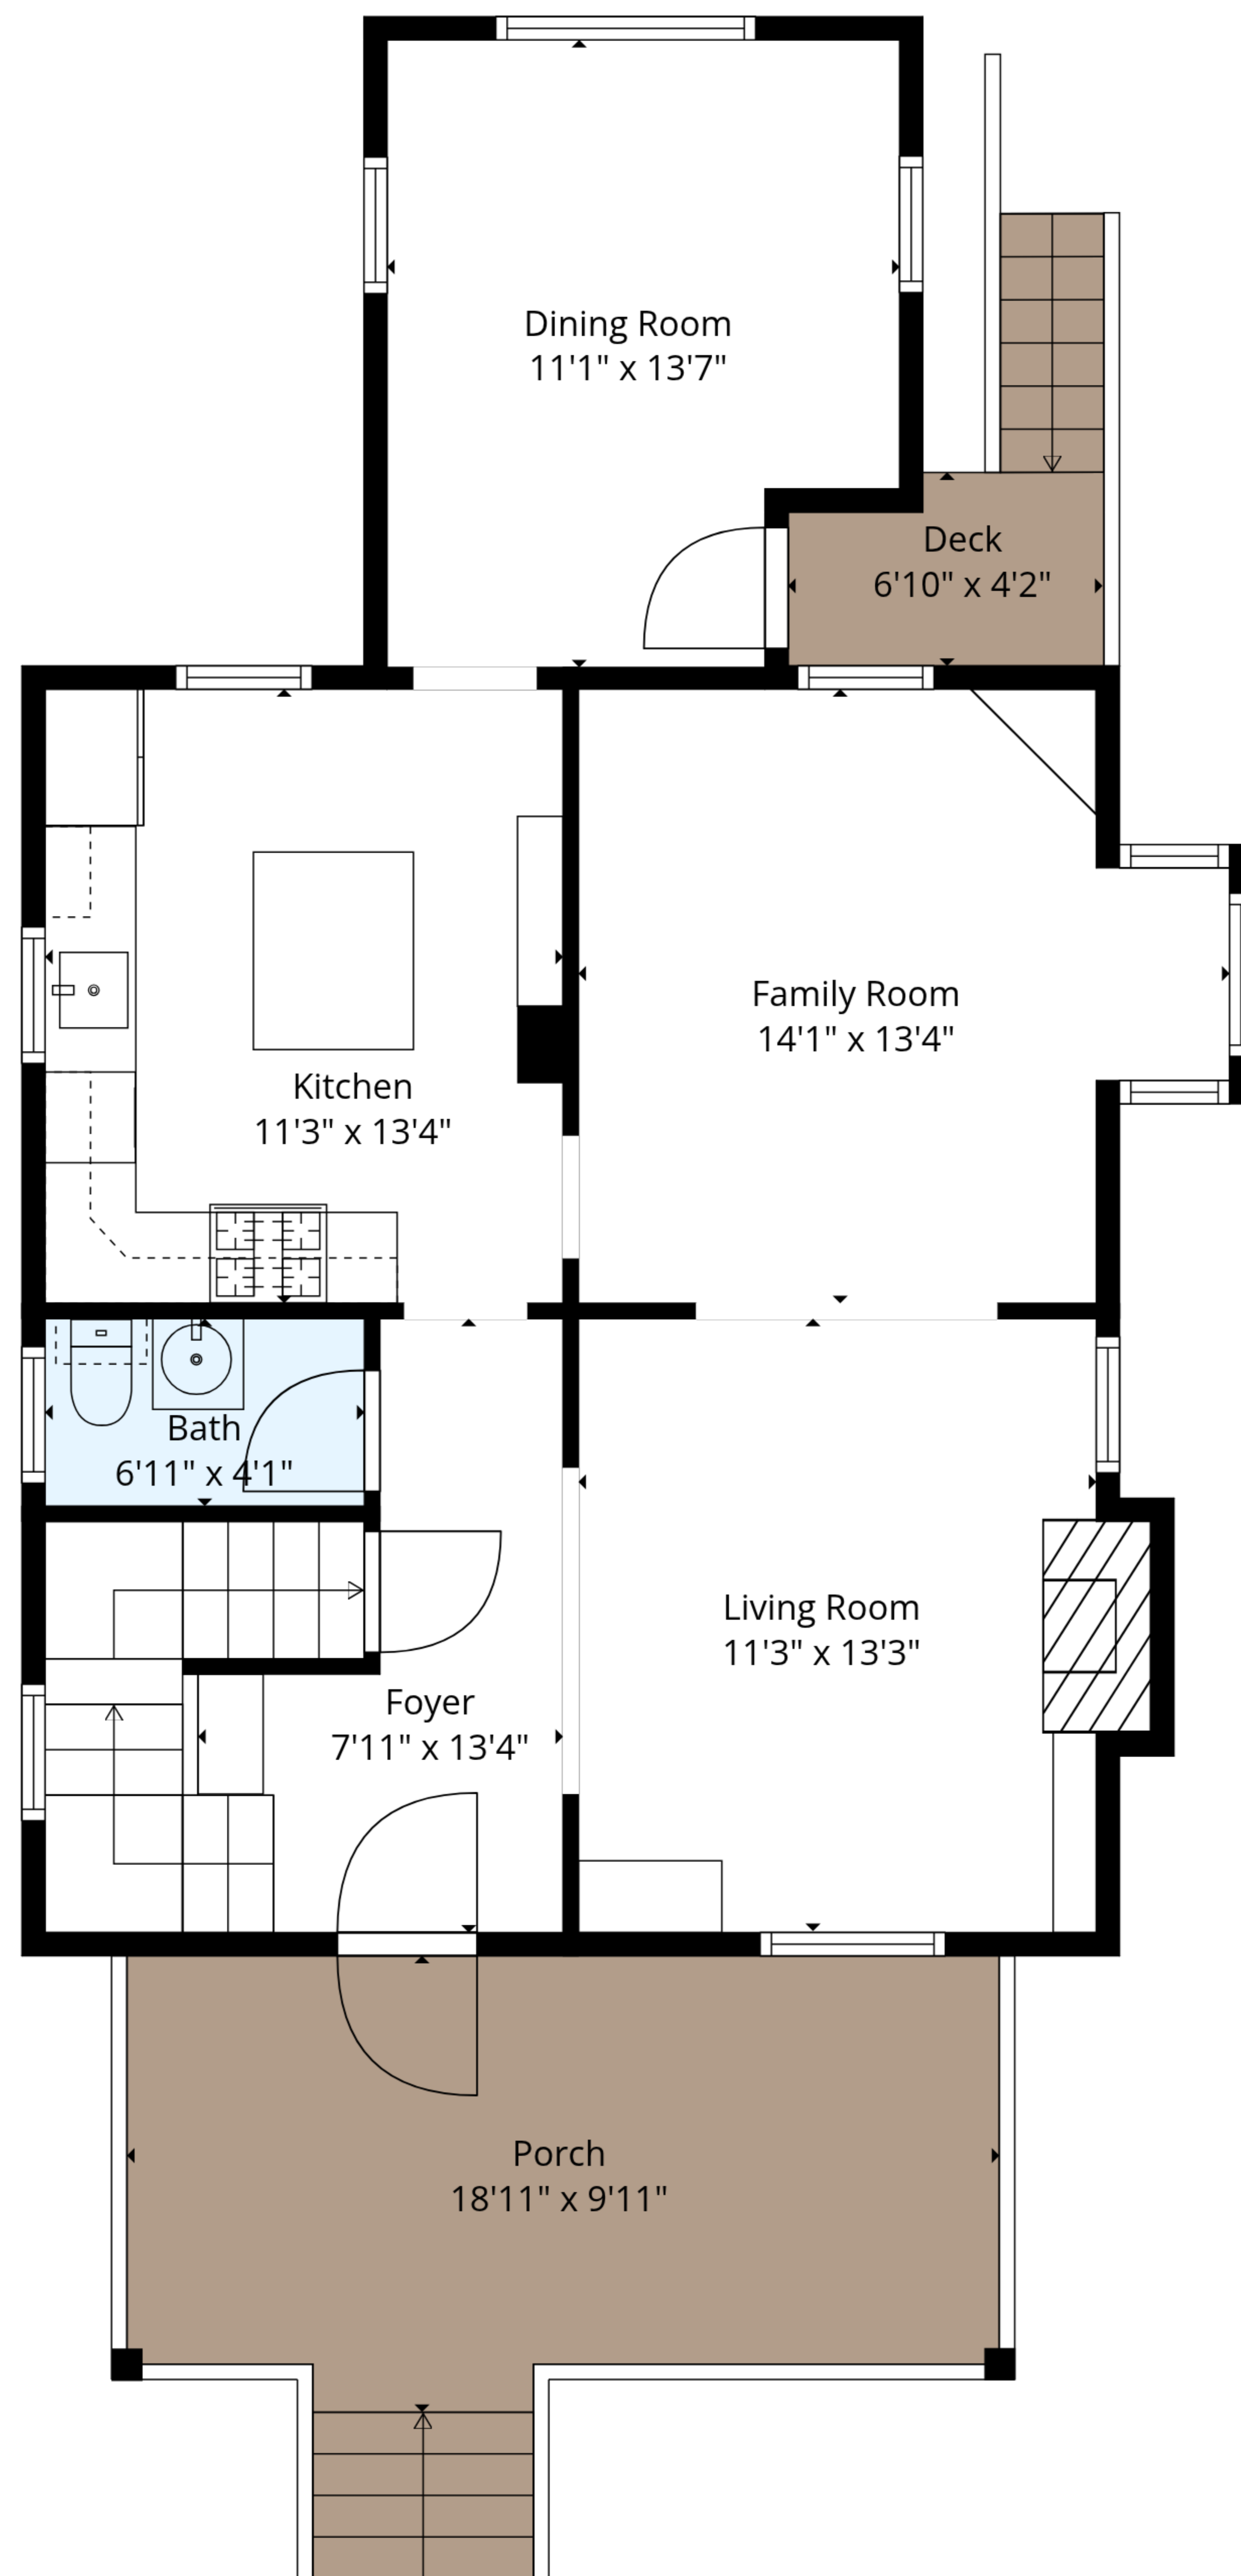 Dining Room
11'1" x 13'7"
Deck
6'10" x 4'2"
Family Room
14'1" x 13'4"
Kitchen
11'3" x 13'4"
Bath
6'11" x 4'1"
Living Room
11'3" x 13'3"
Foyer
7'11" x 13'4"
Porch
18'11" x 9'11"